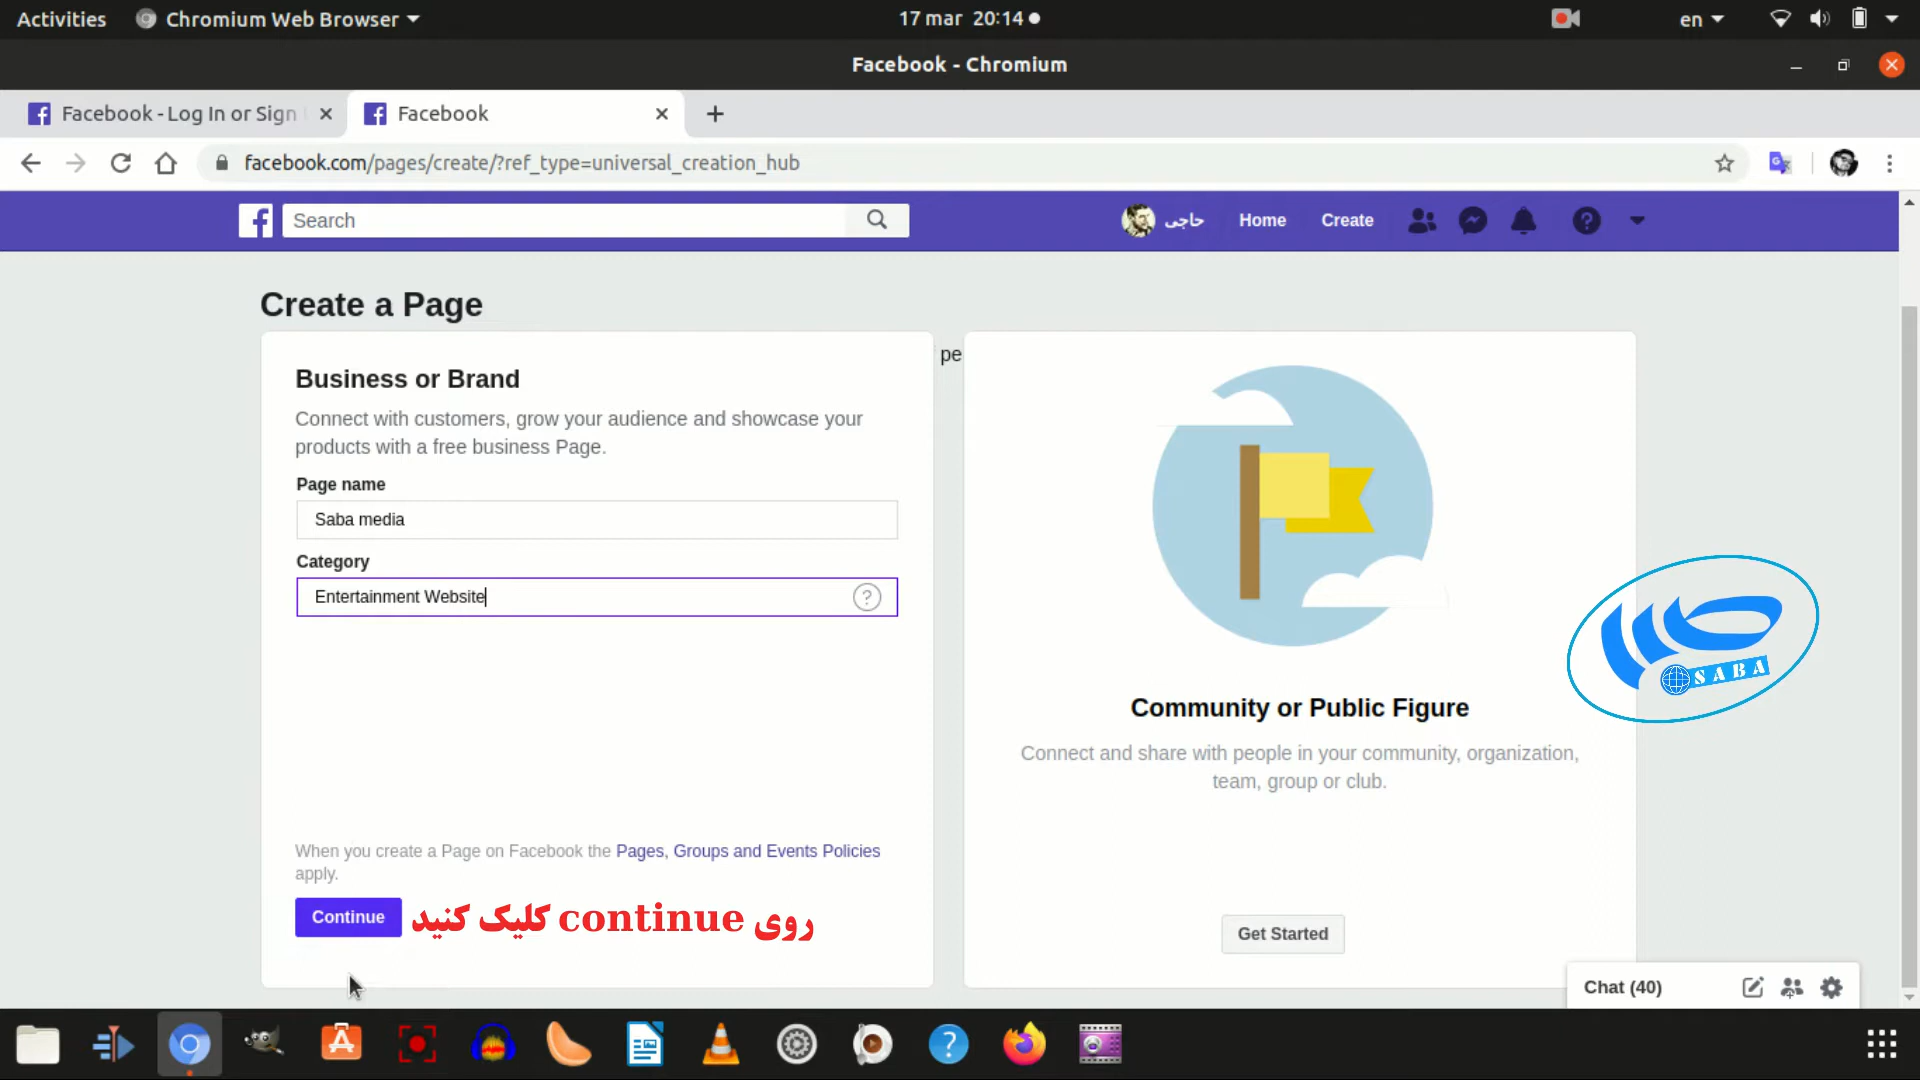 Activities
Chromium Web Browser
17 mar 20:14
en
Facebook - Chromium
Facebook - Log In or Sign
Facebook
facebook.com/pages/create/?ref_type=universal_creation_hub
Search
حاجی
Home
Create
Create a Page
Business or Brand
Connect with customers, grow your audience and showcase your
products with a free business Page.
pe
Page name
Saba media
Category
Entertainment Website
?
When you create a Page on Facebook the Pages, Groups and Events Policies
apply.
Continue
روی continue کلیک کنید
Community or Public Figure
Connect and share with people in your community, organization,
team, group or club.
Get Started
SABA
Chat (40)